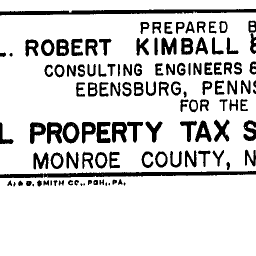 PREPARED B
L. ROBERT KIMBALL &
CONSULTING ENGINEERS &
EBENSBURG, PENNS
FOR THE
L PROPERTY TAX S
MONROE COUNTY, N
A. & B. SMITH CO., PGH., PA.